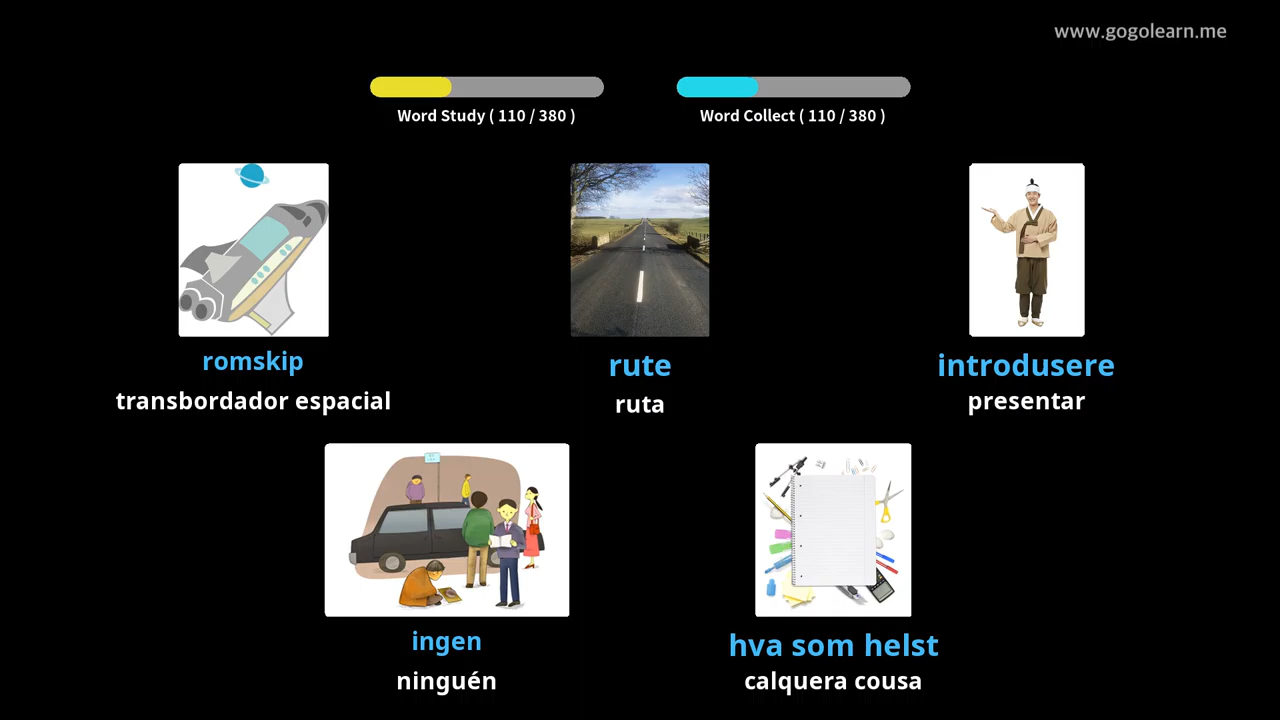 www.gogolearn.me
Word Study ( 110 / 380 )
Word Collect ( 110 / 380 )
romskip
transbordador espacial
rute
ruta
introdusere
presentar
ingen
ninguén
hva som helst
calquera cousa